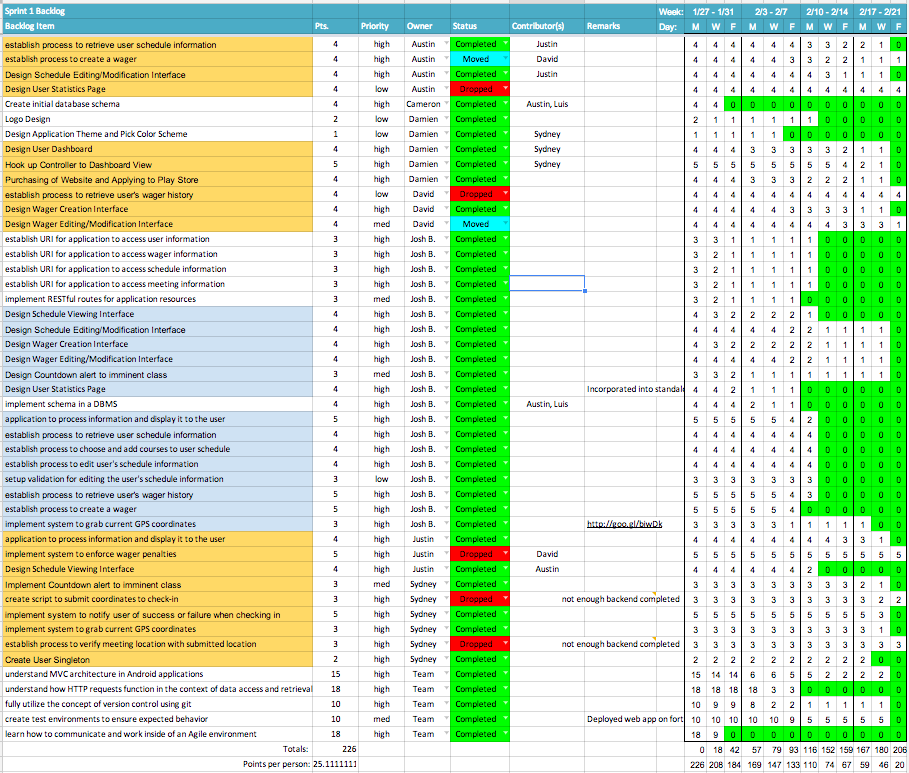 Sprint 1 Backlog Week: 1/27 - 1/31 2/3 - 2/7 2/10 - 2/14 2/17 - 2/21
Backlog Item Pts. Priority Owner Status Contributor(s) Remarks Day: M W F M W F M W F M W F
establish process to retrieve user schedule information 4 high Austin Completed Justin 4 4 4 4 4 4 3 3 2 2 1 0
establish process to create a wager 4 high Austin Moved David 4 4 4 4 4 3 3 2 2 1 1 1
Design Schedule Editing/Modification Interface 4 high Austin Completed Justin 4 4 4 4 4 4 4 3 1 1 1 0
Design User Statistics Page 4 low Austin Dropped 4 4 4 4 4 4 4 4 4 4 4 4
Create initial database schema 4 high Cameron Completed Austin, Luis 4 4 0 0 0 0 0 0 0 0 0 0
Logo Design 2 low Damien Completed 2 1 1 1 1 1 1 0 0 0 0 0
Design Application Theme and Pick Color Scheme 1 low Damien Completed Sydney 1 1 1 1 1 0 0 0 0 0 0 0
Design User Dashboard 4 high Damien Completed Sydney 4 4 4 3 3 3 3 3 2 1 1 0
Hook up Controller to Dashboard View 5 high Damien Completed Sydney 5 5 5 5 5 5 5 5 4 2 1 0
Purchasing of Website and Applying to Play Store 4 high Damien Completed 4 4 4 3 3 3 2 2 2 1 1 0
establish process to retrieve user's wager history 4 low David Dropped 4 4 4 4 4 4 4 4 4 4 4 4
Design Wager Creation Interface 4 high David Completed 4 4 4 4 4 3 3 3 3 1 1 0
Design Wager Editing/Modification Interface 4 med David Moved 4 4 4 4 4 4 4 4 3 3 3 1
establish URI for application to access user information 3 high Josh B. Completed 3 3 1 1 1 1 1 0 0 0 0 0
establish URI for application to access wager information 3 high Josh B. Completed 3 2 1 1 1 1 1 0 0 0 0 0
establish URI for application to access schedule information 3 high Josh B. Completed 3 2 1 1 1 1 1 0 0 0 0 0
establish URI for application to access meeting information 3 high Josh B. Completed 3 2 1 1 1 1 1 0 0 0 0 0
implement RESTful routes for application resources 3 med Josh B. Completed 3 2 1 1 1 1 0 0 0 0 0 0
Design Schedule Viewing Interface 4 high Josh B. Completed 4 3 2 2 2 2 1 0 0 0 0 0
Design Schedule Editing/Modification Interface 4 high Josh B. Completed 4 4 4 4 4 2 2 1 1 1 1 0
Design Wager Creation Interface 4 high Josh B. Completed 4 3 2 2 2 2 2 1 1 1 1 0
Design Wager Editing/Modification Interface 4 high Josh B. Completed 4 4 4 4 4 2 2 1 1 1 1 0
Design Countdown alert to imminent class 3 med Josh B. Completed 3 3 2 1 1 1 1 1 1 1 1 0
Design User Statistics Page 4 high Josh B. Completed Incorporated into standale 4 4 2 1 1 1 0 0 0 0 0 0
implement schema in a DBMS 4 high Josh B. Completed Austin, Luis 4 4 4 2 1 1 0 0 0 0 0 0
application to process information and display it to the user 5 high Josh B. Completed 5 5 5 5 5 4 2 0 0 0 0 0
establish process to retrieve user schedule information 4 high Josh B. Completed 4 4 4 4 4 4 4 0 0 0 0 0
establish process to choose and add courses to user schedule 4 high Josh B. Completed 4 4 4 4 4 4 4 0 0 0 0 0
establish process to edit user's schedule information 4 high Josh B. Completed 4 4 4 4 4 4 4 0 0 0 0 0
setup validation for editing the user's schedule information 3 low Josh B. Completed 3 3 3 3 3 3 3 0 0 0 0 0
establish process to retrieve user's wager history 5 high Josh B. Completed 5 5 5 5 5 4 3 0 0 0 0 0
establish process to create a wager 5 high Josh B. Completed 5 5 5 5 5 4 0 0 0 0 0 0
implement system to grab current GPS coordinates 3 high Josh B. Completed http://goo.gl/biwDk 3 3 3 3 3 1 1 1 1 1 0 0
application to process information and display it to the user 4 high Justin Completed 4 4 4 4 4 4 4 4 3 3 1 0
implement system to enforce wager penalties 5 high Justin Dropped David 5 5 5 5 5 5 5 5 5 5 5 5
Design Schedule Viewing Interface 4 high Justin Completed Austin 4 4 4 4 4 4 2 0 0 0 0 0
Implement Countdown alert to imminent class 3 med Sydney Completed 3 3 3 3 3 3 3 3 3 2 1 0
create script to submit coordinates to check-in 3 high Sydney Dropped not enough backend completed 3 3 3 3 3 3 3 3 3 3 2 2
implement system to notify user of success or failure when checking in 5 high Sydney Completed 5 5 5 5 5 5 5 5 5 5 3 0
implement system to grab current GPS coordinates 3 high Sydney Completed 3 3 3 3 3 3 3 3 3 3 1 0
establish process to verify meeting location with submitted location 3 high Sydney Dropped not enough backend completed 3 3 3 3 3 3 3 3 3 3 3 3
Create User Singleton 2 high Sydney Completed 2 2 2 2 2 2 2 2 2 2 0 0
understand MVC architecture in Android applications 15 high Team Completed 15 14 14 6 6 5 5 2 2 2 2 0
understand how HTTP requests function in the context of data access and retrieval 18 high Team Completed 18 18 18 18 3 3 0 0 0 0 0 0
fully utilize the concept of version control using git 10 high Team Completed 10 9 9 8 2 2 1 1 1 1 1 0
create test environments to ensure expected behavior 10 med Team Completed Deployed web app on fort 10 10 10 10 10 9 5 5 5 5 5 0
learn how to communicate and work inside of an Agile environment 18 high Team Completed 18 9 0 0 0 0 0 0 0 0 0 0
Totals: 226 0 18 42 57 79 93 116 152 159 167 180 206
Points per person: 25.1111111 226 208 184 169 147 133 110 74 67 59 46 20